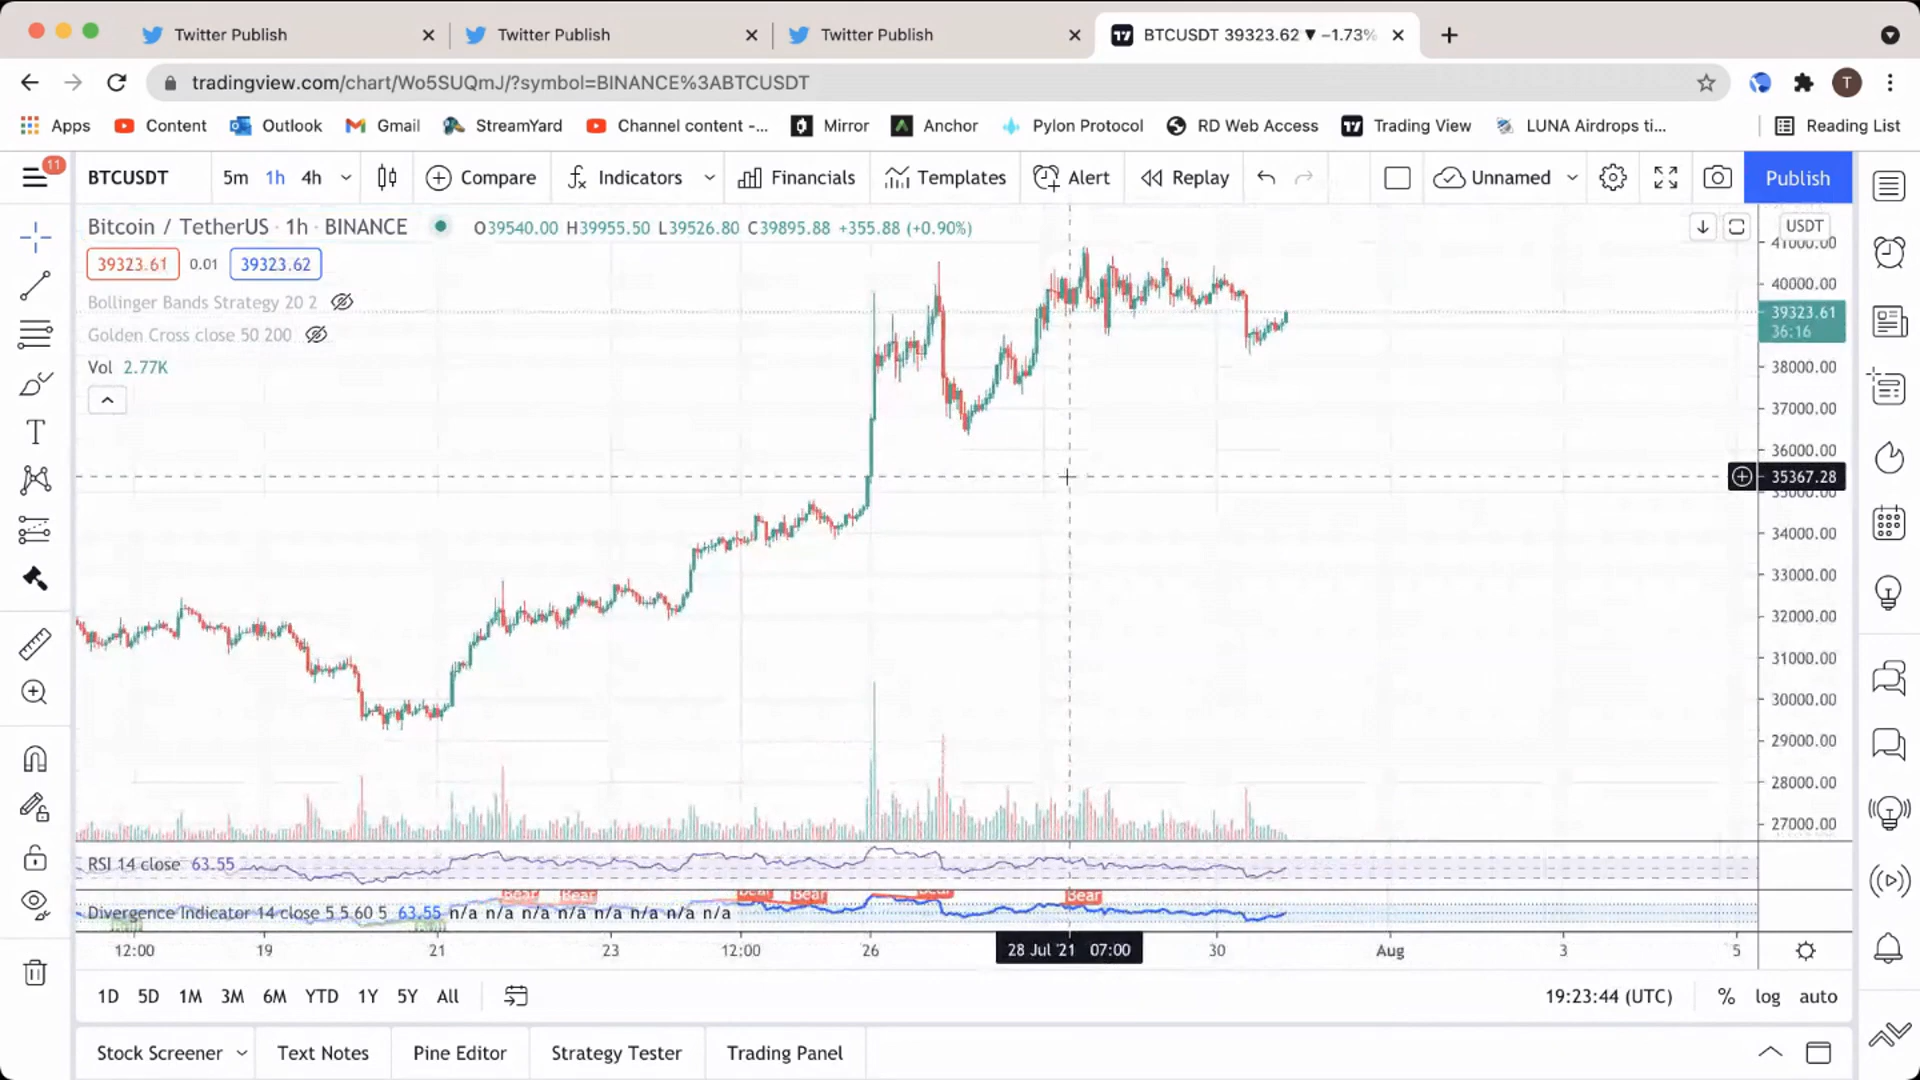 Twitter Publish
Twitter Publish
Twitter Publish
BTCUSDT 39323.62 ▼ −1.73%
tradingview.com/chart/Wo5SUQmJ/?symbol=BINANCE%3ABTCUSDT
T
Apps Content Outlook Gmail StreamYard Channel content -... Mirror Anchor Pylon Protocol RD Web Access Trading View LUNA Airdrops ti... Reading List
11
BTCUSDT 5m 1h 4h Compare Indicators Financials Templates Alert Replay Unnamed Publish
Bitcoin / TetherUS · 1h · BINANCE O39540.00 H39955.50 L39526.80 C39895.88 +355.88 (+0.90%)
USDT
39323.61 0.01 39323.62
Bollinger Bands Strategy 20 2
Golden Cross close 50 200
Vol 2.77K
41000.00
40000.00
39323.61
36:16
38000.00
37000.00
36000.00
35367.28
35000.00
34000.00
33000.00
32000.00
31000.00
30000.00
29000.00
28000.00
27000.00
RSI 14 close 63.55
Bear Bear Bear Bear Bear Bear
Divergence Indicator 14 close 5 5 60 5 63.55 n/a n/a n/a n/a n/a n/a n/a n/a
12:00 19 21 23 12:00 26 28 Jul '21 07:00 30 Aug 3 5
1D 5D 1M 3M 6M YTD 1Y 5Y All 19:23:44 (UTC) % log auto
Stock Screener Text Notes Pine Editor Strategy Tester Trading Panel